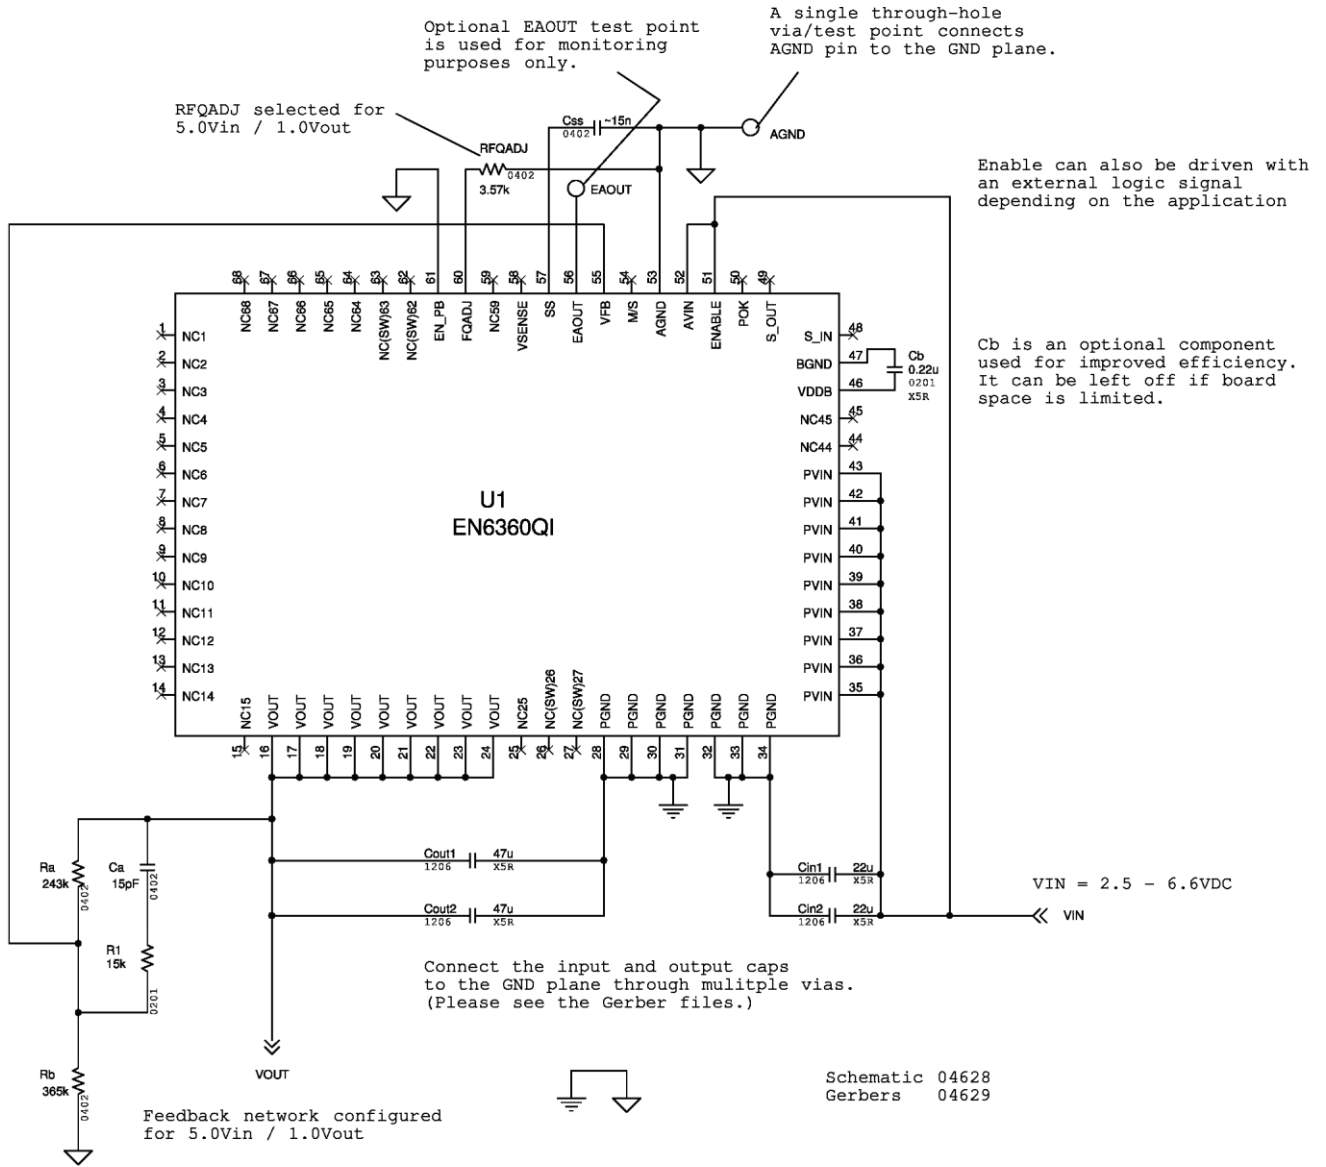 Optional EAOUT test point
is used for monitoring
purposes only.
A single through-hole
via/test point connects
AGND pin to the GND plane.
RFQADJ selected for
5.0Vin / 1.0Vout
Css ~15n
0402
AGND
RFQADJ
0402
3.57k
EAOUT
Enable can also be driven with
an external logic signal
depending on the application
68 67 66 65 64 63 62 61 60 59 58 57 56 55 54 53 52 51 50 49
NC68 NC67 NC66 NC65 NC64 NC(SW)63 NC(SW)62 EN_PB FQADJ NC59 VSENSE SS EAOUT VFB M/S AGND AVIN ENABLE POK S_OUT
1 NC1
2 NC2
3 NC3
4 NC4
5 NC5
6 NC6
7 NC7
8 NC8
9 NC9
10 NC10
11 NC11
12 NC12
13 NC13
14 NC14
U1
EN6360QI
S_IN 48
BGND 47
VDDB 46
NC45 45
NC44 44
PVIN 43
PVIN 42
PVIN 41
PVIN 40
PVIN 39
PVIN 38
PVIN 37
PVIN 36
PVIN 35
Cb
0.22u
0201
X5R
Cb is an optional component
used for improved efficiency.
It can be left off if board
space is limited.
NC15 VOUT VOUT VOUT VOUT VOUT VOUT VOUT VOUT VOUT NC25 NC(SW)26 NC(SW)27 PGND PGND PGND PGND PGND PGND PGND
15 16 17 18 19 20 21 22 23 24 25 26 27 28 29 30 31 32 33 34
Ra
243k
0402
Ca
15pF
0402
R1
15k
0201
Rb
365k
0402
Cout1 47u
1206 X5R
Cout2 47u
1206 X5R
Cin1 22u
1206 X5R
Cin2 22u
1206 X5R
VIN = 2.5 - 6.6VDC
VIN
Connect the input and output caps
to the GND plane through mulitple vias.
(Please see the Gerber files.)
VOUT
Feedback network configured
for 5.0Vin / 1.0Vout
Schematic 04628
Gerbers 04629